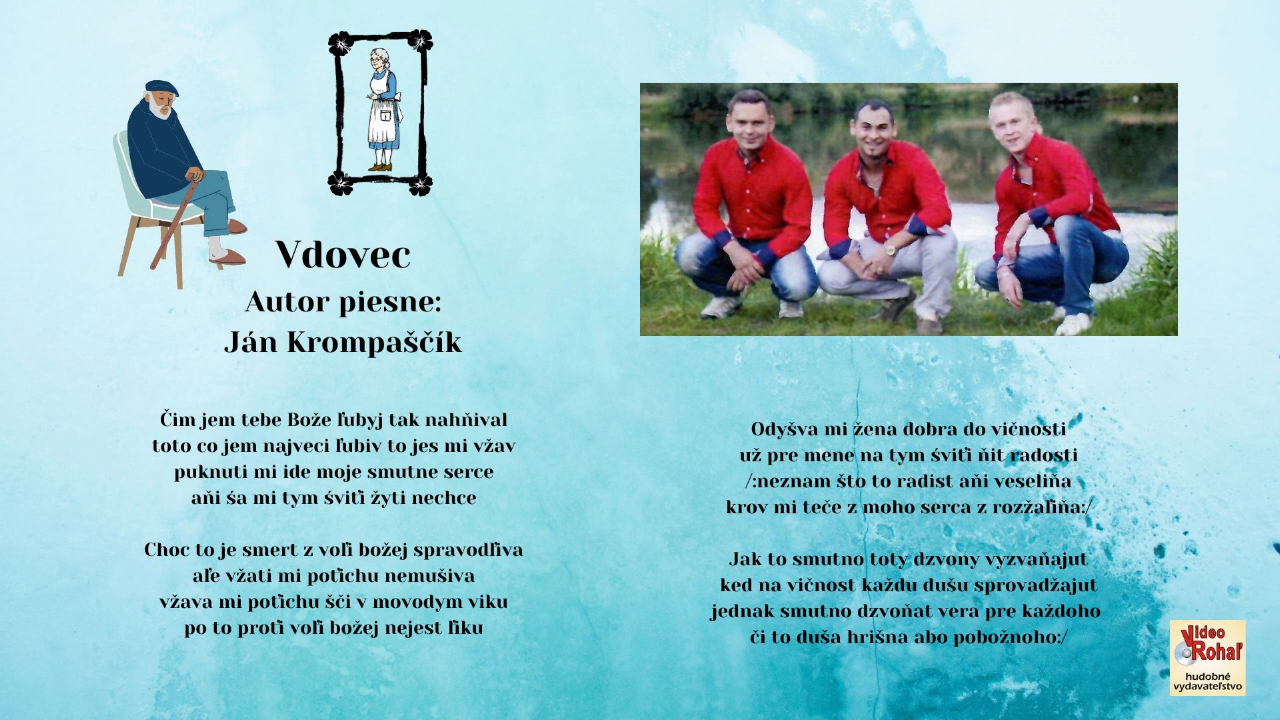 Vdovec
Autor piesne:
Ján Krompaščík
Čim jem tebe Bože ľubyj tak nahňival
toto co jem najveci ľubiv to jes mi vžav
puknuti mi ide moje smutne serce
aňi śa mi tym śviťi žyti nechce
Choc to je smert z voľi božej spravodľiva
aľe vžati mi poťichu nemušiva
vžava mi poťichu šči v movodym viku
po to proťi voľi božej nejest ľiku
Odyšva mi žena dobra do vičnosti
už pre mene na tym śviťi ňit radosti
/:neznam što to radist aňi veseliňa
krov mi teče z moho serca z rozžaľiňa:/
Jak to smutno toty dzvony vyzvaňajut
ked na vičnost každu dušu sprovadžajut
jednak smutno dzvoňat vera pre každoho
či to duša hrišna abo pobožnoho:/
Video
Rohaľ
hudobné
vydavateľstvo